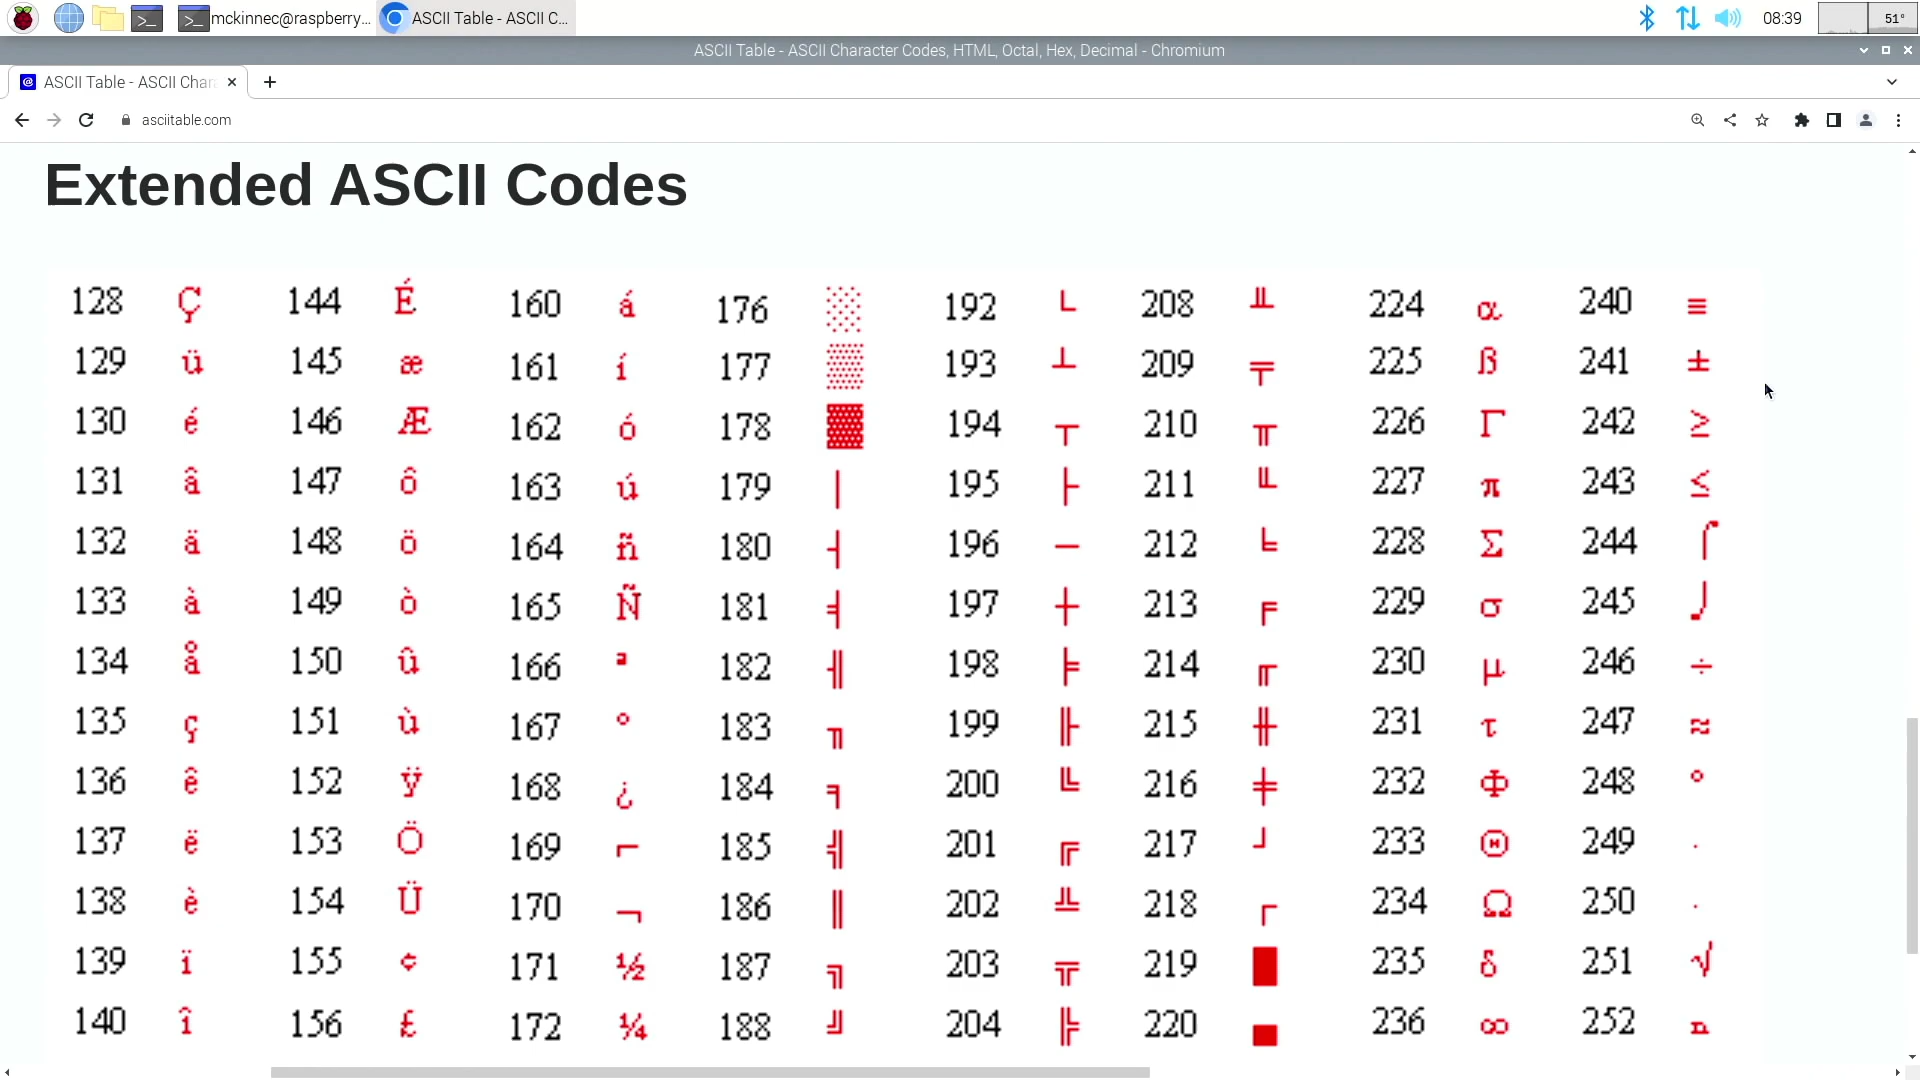 mckinnec@raspberry...
ASCII Table - ASCII C...
08:39
51°
ASCII Table - ASCII Character Codes, HTML, Octal, Hex, Decimal - Chromium
ASCII Table - ASCII Char
asciitable.com
Extended ASCII Codes
128 Ç 144 É 160 á 176 ░ 192 └ 208 ╨ 224 α 240 ≡
129 ü 145 æ 161 í 177 ▒ 193 ┴ 209 ╤ 225 ß 241 ±
130 é 146 Æ 162 ó 178 ▓ 194 ┬ 210 ╥ 226 Γ 242 ≥
131 â 147 ô 163 ú 179 │ 195 ├ 211 ╙ 227 π 243 ≤
132 ä 148 ö 164 ñ 180 ┤ 196 ─ 212 ╘ 228 Σ 244 ⌠
133 à 149 ò 165 Ñ 181 ╡ 197 ┼ 213 ╒ 229 σ 245 ⌡
134 å 150 û 166 ª 182 ╢ 198 ╞ 214 ╓ 230 µ 246 ÷
135 ç 151 ù 167 º 183 ╖ 199 ╟ 215 ╫ 231 τ 247 ≈
136 ê 152 ÿ 168 ¿ 184 ╕ 200 ╚ 216 ╪ 232 Φ 248 °
137 ë 153 Ö 169 ⌐ 185 ╣ 201 ╔ 217 ┘ 233 Θ 249 ∙
138 è 154 Ü 170 ¬ 186 ║ 202 ╩ 218 ┌ 234 Ω 250 ·
139 ï 155 ¢ 171 ½ 187 ╗ 203 ╦ 219 █ 235 δ 251 √
140 î 156 £ 172 ¼ 188 ╝ 204 ╠ 220 ▄ 236 ∞ 252 ⁿ